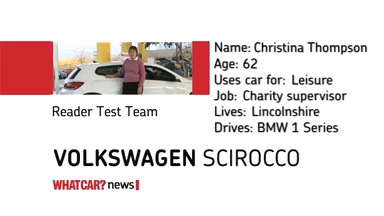 Name: Christina Thompson
Age: 62
Uses car for: Leisure
Job: Charity supervisor
Lives: Lincolnshire
Drives: BMW 1 Series
Reader Test Team
VOLKSWAGEN SCIROCCO
WHATCAR? news